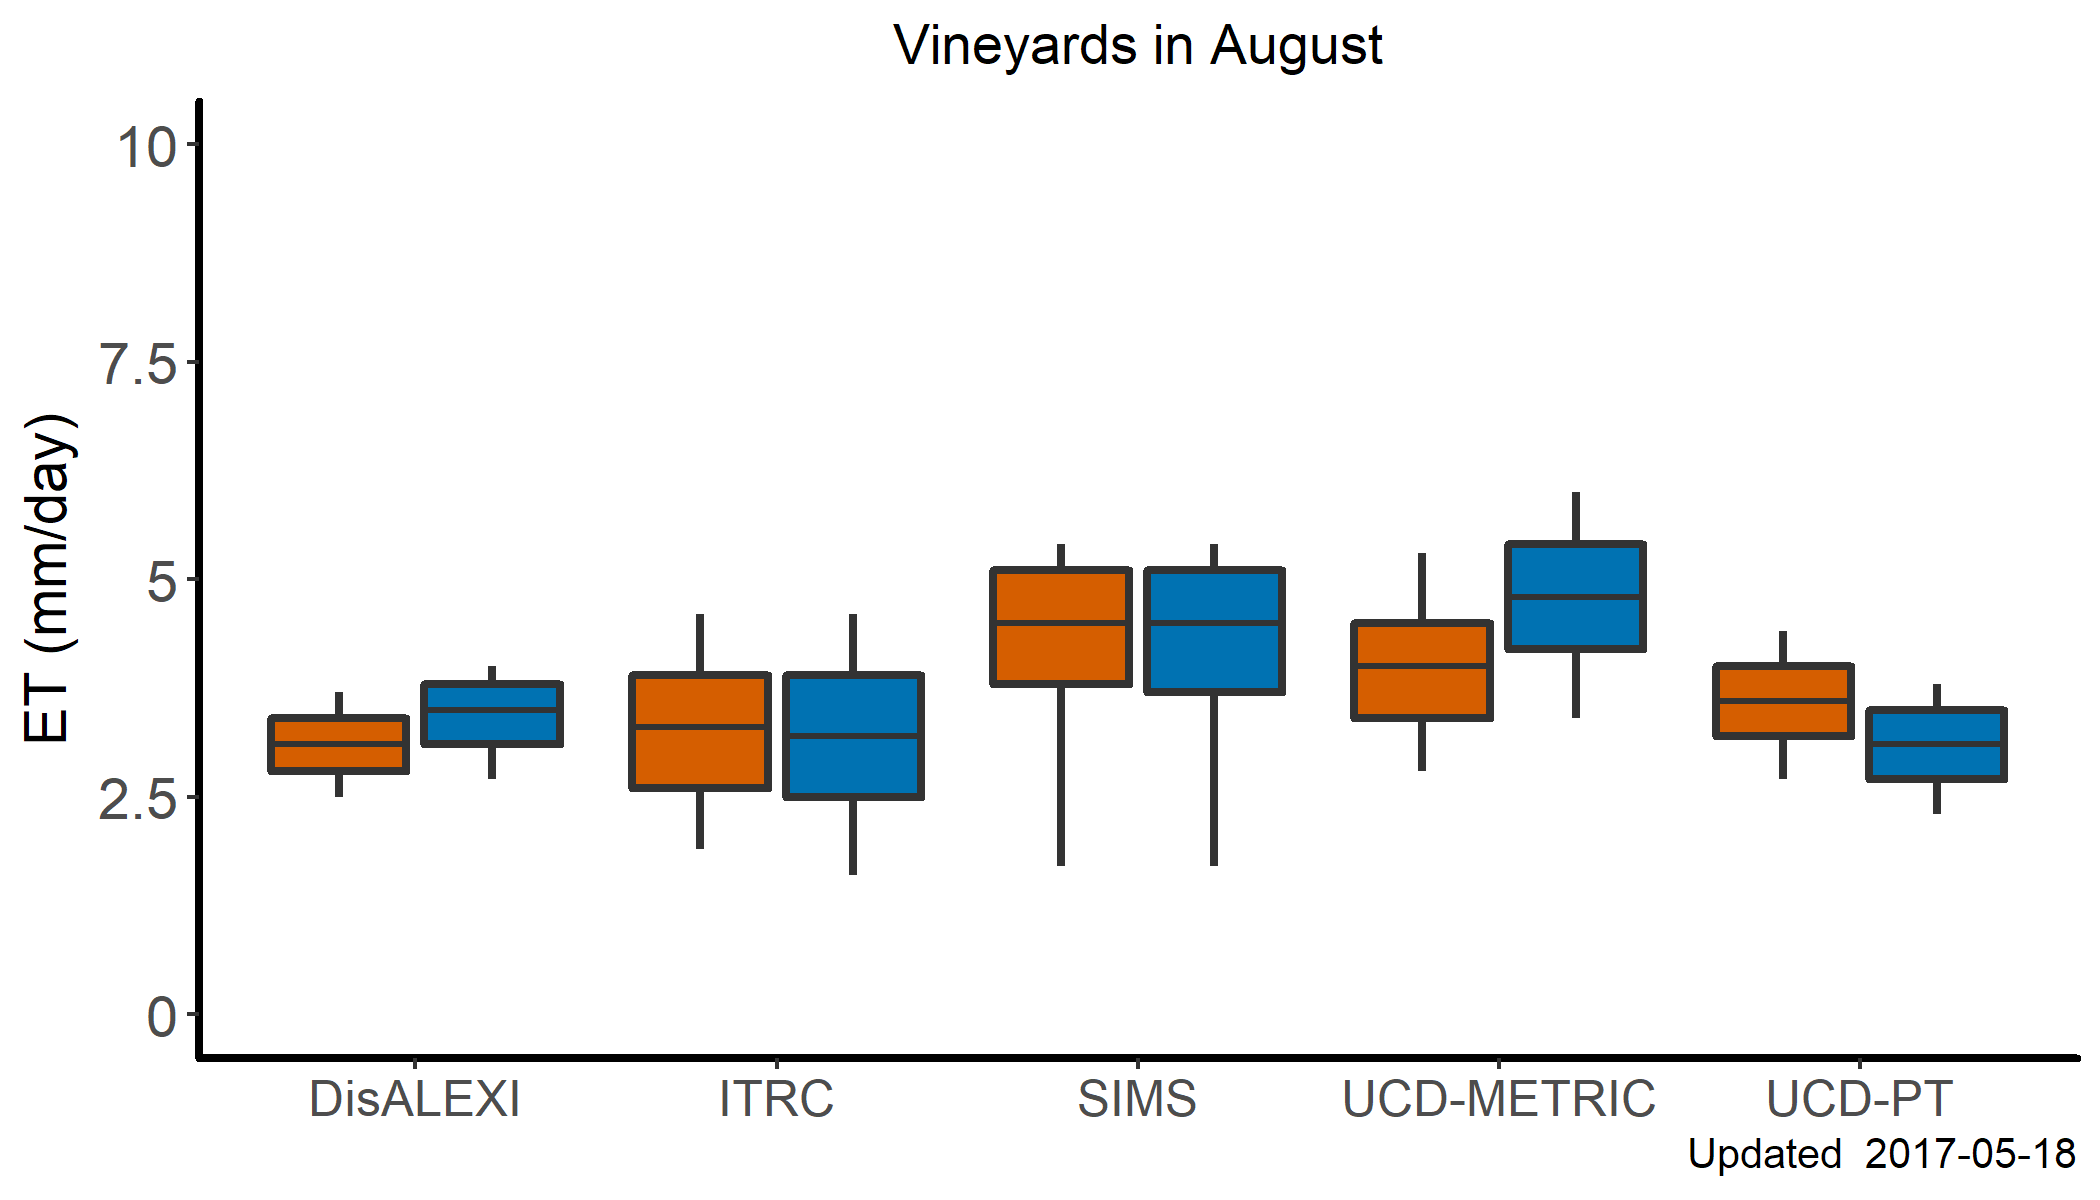 Vineyards in August
ET (mm/day)
10
7.5
5
2.5
0
DisALEXI ITRC SIMS UCD-METRIC UCD-PT
Updated 2017-05-18